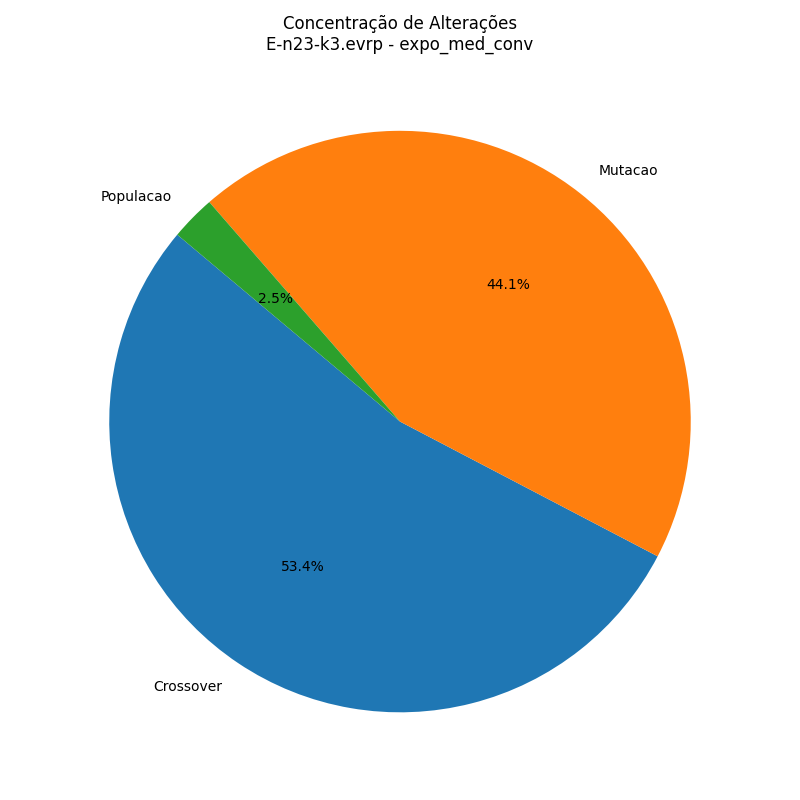 Concentração de Alterações
E-n23-k3.evrp - expo_med_conv
Mutacao
Populacao
44.1%
2.5%
53.4%
Crossover